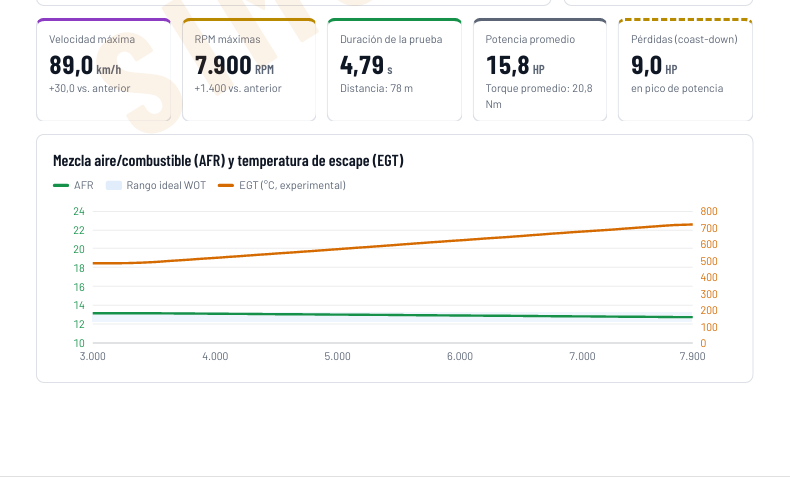 Velocidad máxima
89,0 km/h
+30,0 vs. anterior
RPM máximas
7.900 RPM
+1.400 vs. anterior
Duración de la prueba
4,79 s
Distancia: 78 m
Potencia promedio
15,8 HP
Torque promedio: 20,8
Nm
Pérdidas (coast-down)
9,0 HP
en pico de potencia
Mezcla aire/combustible (AFR) y temperatura de escape (EGT)
AFR
Rango ideal WOT
EGT (°C, experimental)
24
22
20
18
16
14
12
10
800
700
600
500
400
300
200
100
0
3.000
4.000
5.000
6.000
7.000
7.900